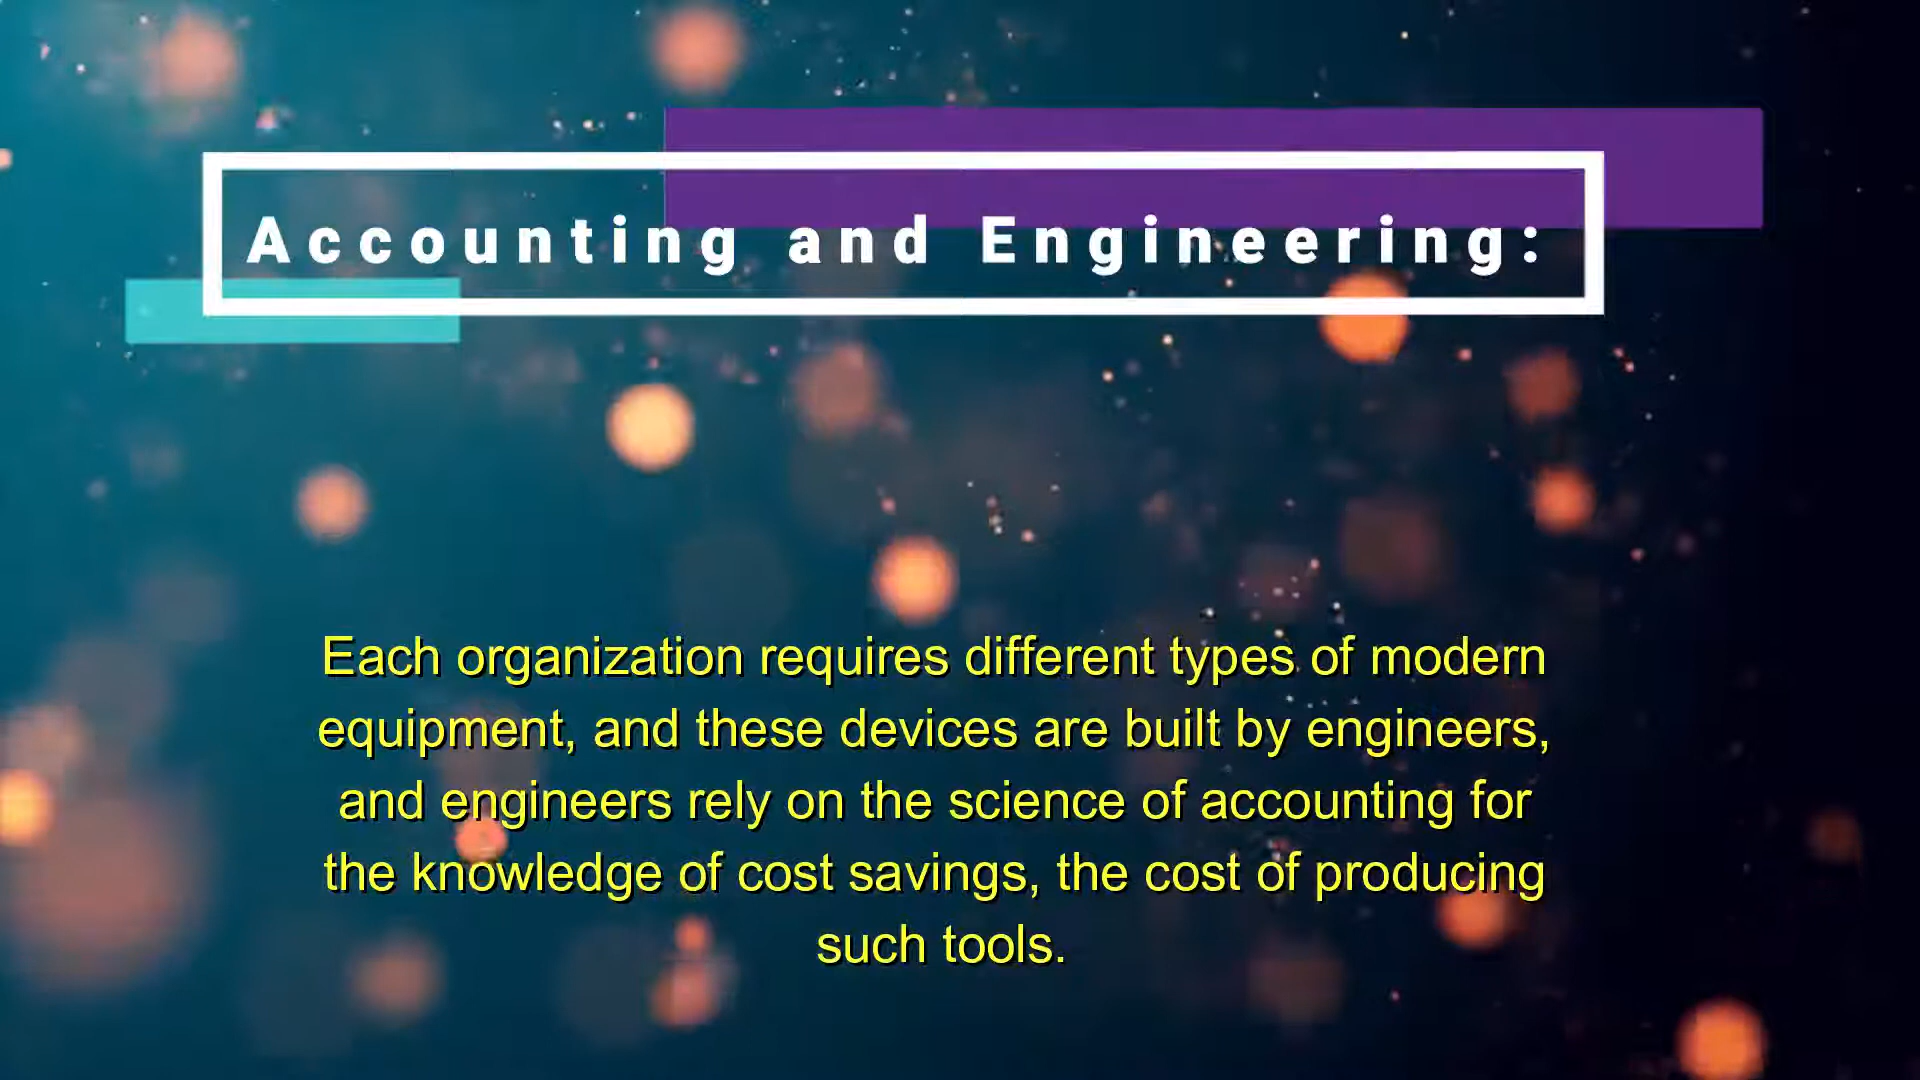 Accounting and Engineering:
Each organization requires different types of modern
equipment, and these devices are built by engineers,
and engineers rely on the science of accounting for
the knowledge of cost savings, the cost of producing
such tools.